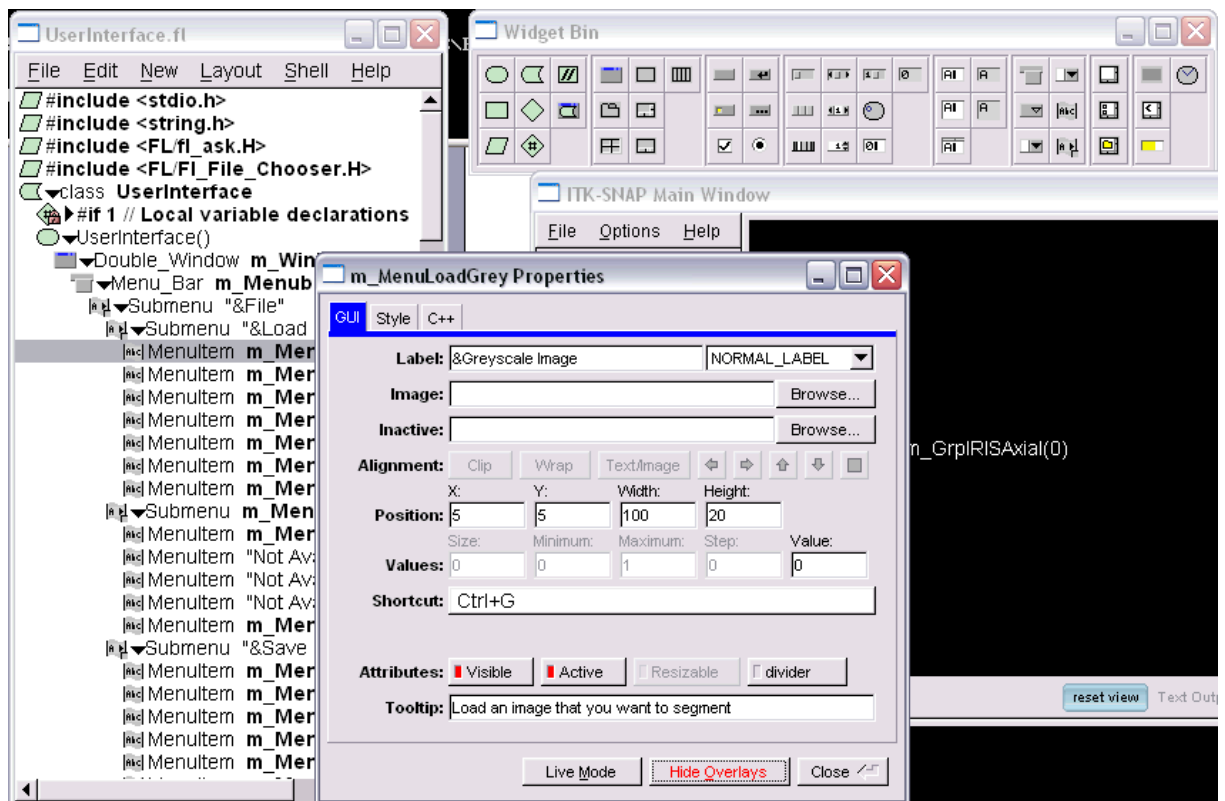 UserInterface.fl
File Edit New Layout Shell Help
#include <stdio.h>
#include <string.h>
#include <FL/fl_ask.H>
#include <FL/Fl_File_Chooser.H>
class UserInterface
#if 1 // Local variable declarations
UserInterface()
Double_Window m_Win
Menu_Bar m_Menub
Submenu "&File"
Submenu "&Load
MenuItem m_Mer
MenuItem m_Mer
MenuItem m_Mer
MenuItem m_Mer
MenuItem m_Mer
MenuItem m_Mer
MenuItem m_Mer
Submenu m_Men
MenuItem m_Mer
MenuItem "Not Av
MenuItem "Not Av
MenuItem "Not Av
MenuItem m_Mer
Submenu "&Save
MenuItem m_Mer
MenuItem m_Mer
MenuItem m_Mer
MenuItem m_Mer
MenuItem m_Mer
Widget Bin
ITK-SNAP Main Window
File Options Help
m_GrpIRISAxial(0)
reset view Text Outp
m_MenuLoadGrey Properties
GUI Style C++
Label: &Greyscale Image NORMAL_LABEL
Image: Browse...
Inactive: Browse...
Alignment: Clip Wrap Text/Image
X: Y: Width: Height:
Position: 5 5 100 20
Size: Minimum: Maximum: Step: Value:
Values: 0 0 1 0 0
Shortcut: Ctrl+G
Attributes: Visible Active Resizable divider
Tooltip: Load an image that you want to segment
Live Mode Hide Overlays Close